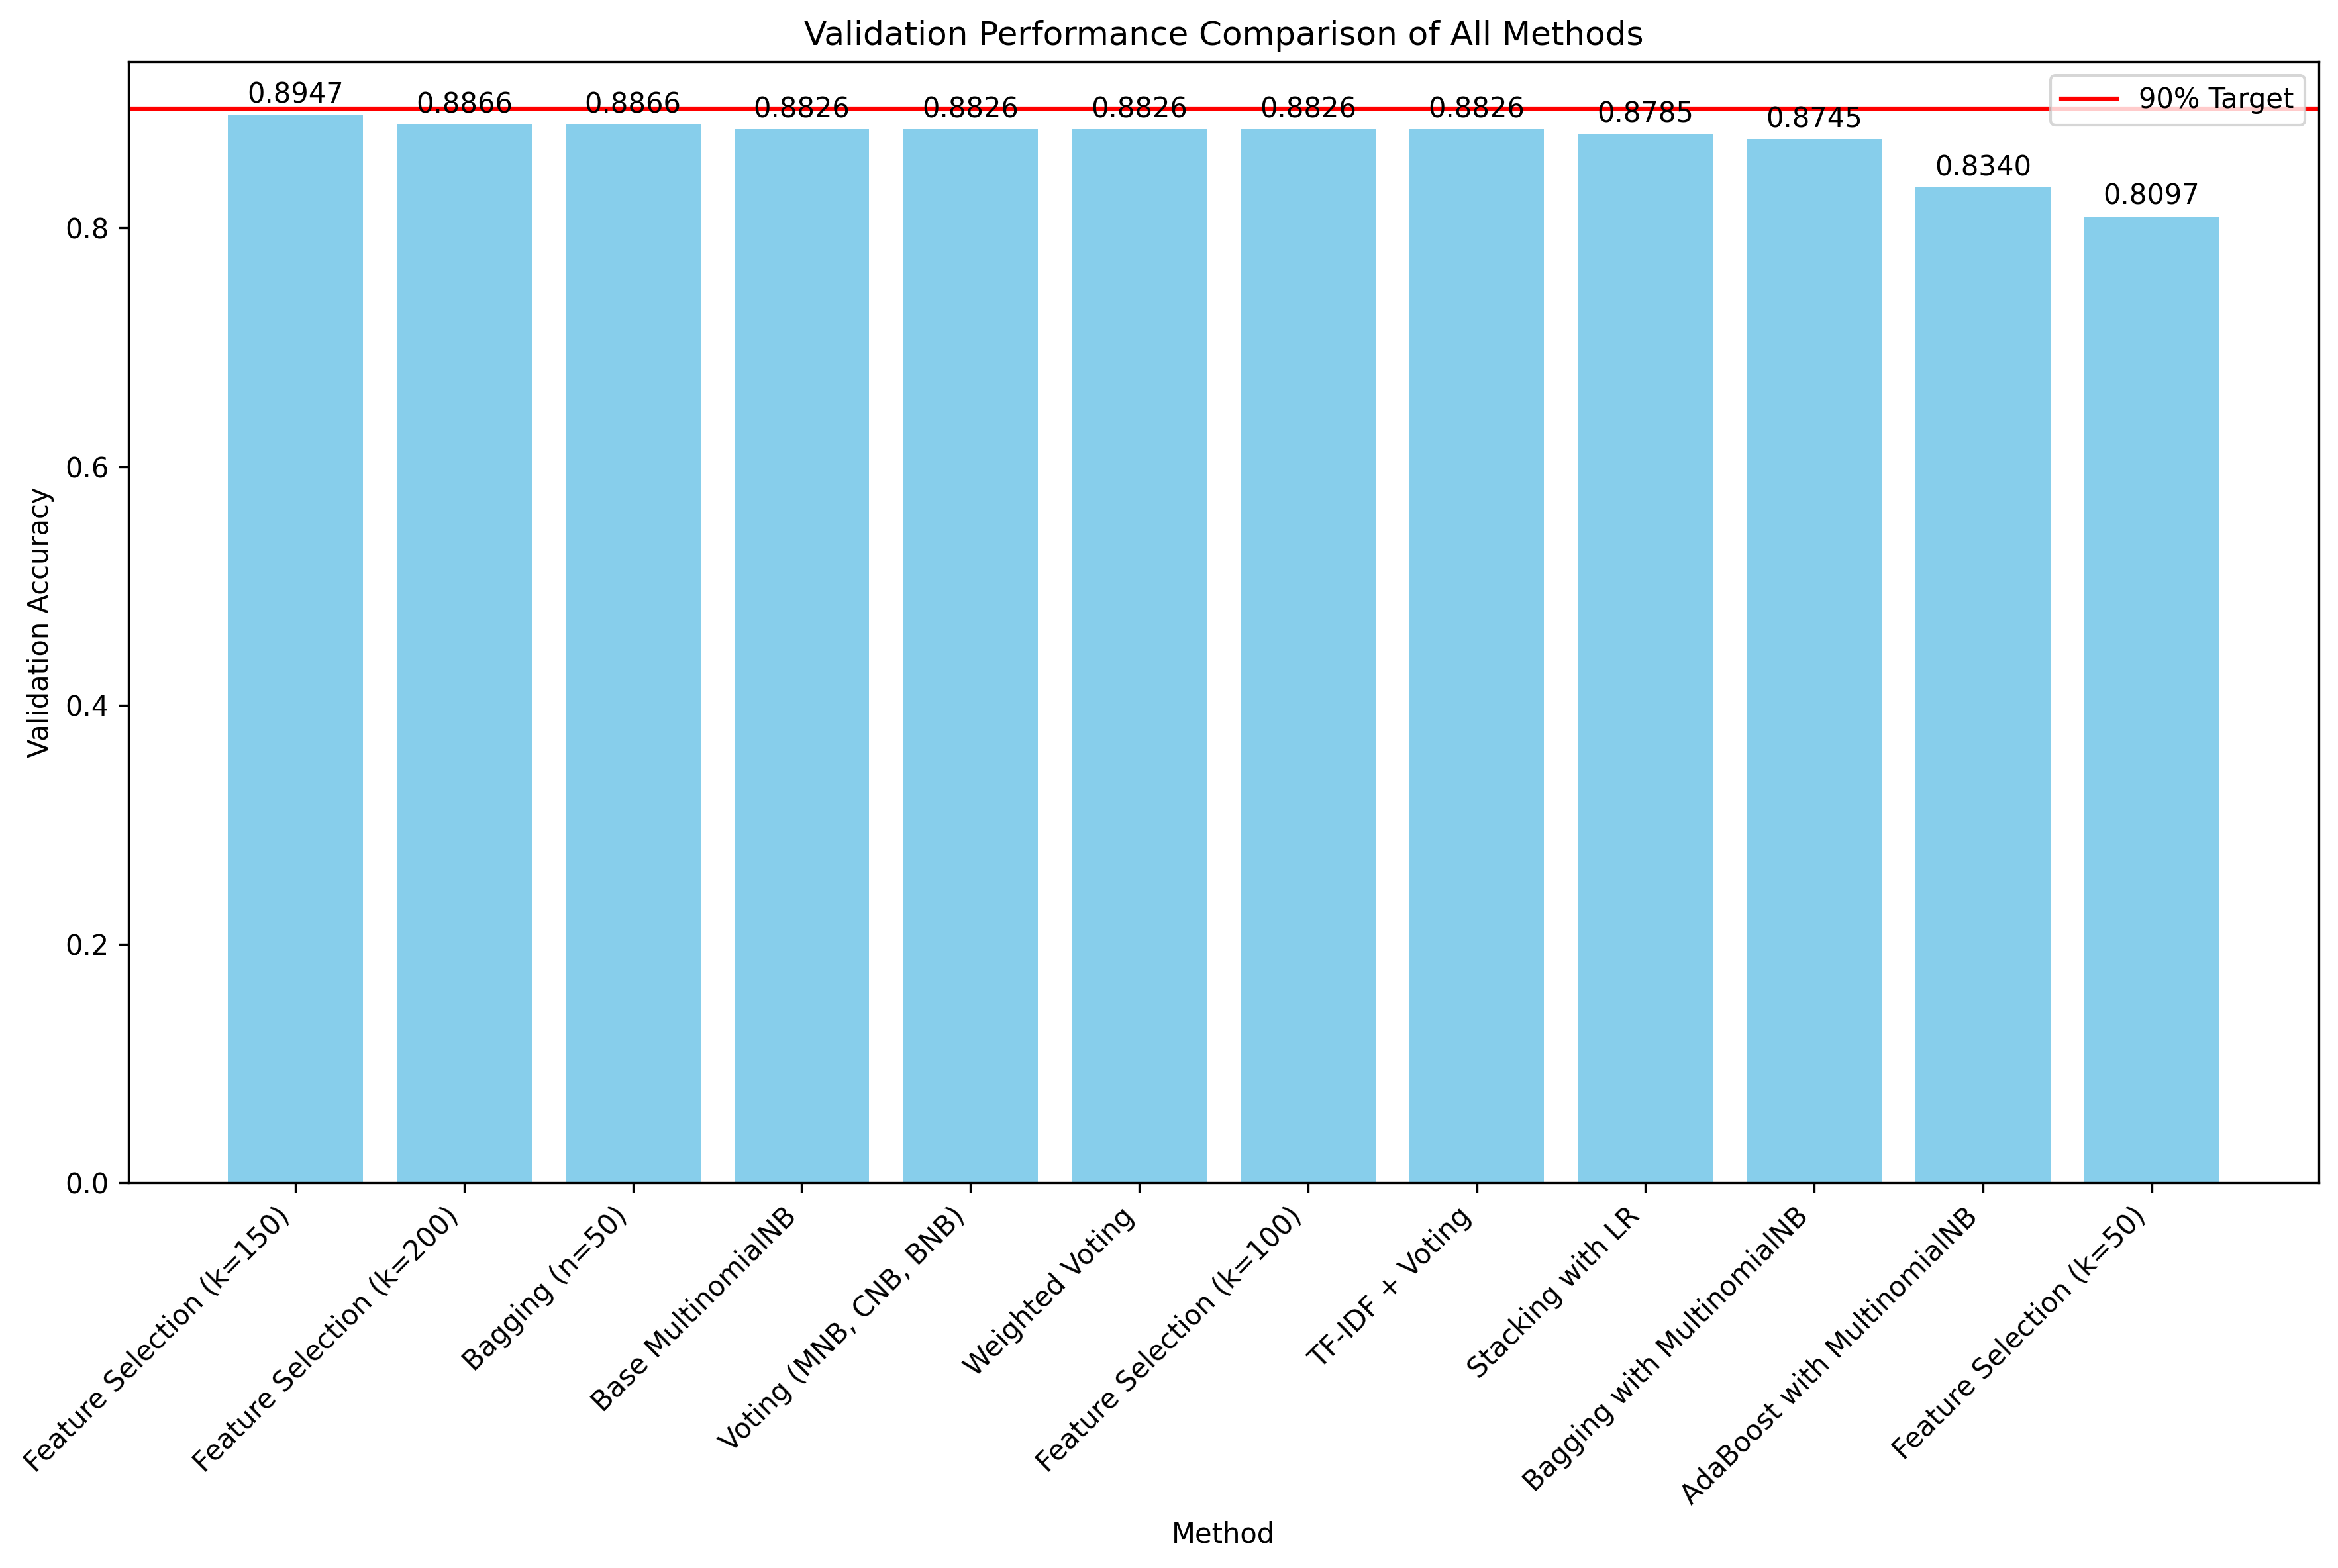 Validation Performance Comparison of All Methods
90% Target
0.8947
0.8866
0.8866
0.8826
0.8826
0.8826
0.8826
0.8826
0.8785
0.8745
0.8340
0.8097
Validation Accuracy
0.8
0.6
0.4
0.2
0.0
Feature Selection (k=150)
Feature Selection (k=200)
Bagging (n=50)
Base MultinomialNB
Voting (MNB, CNB, BNB)
Weighted Voting
Feature Selection (k=100)
TF-IDF + Voting
Stacking with LR
Bagging with MultinomialNB
AdaBoost with MultinomialNB
Feature Selection (k=50)
Method